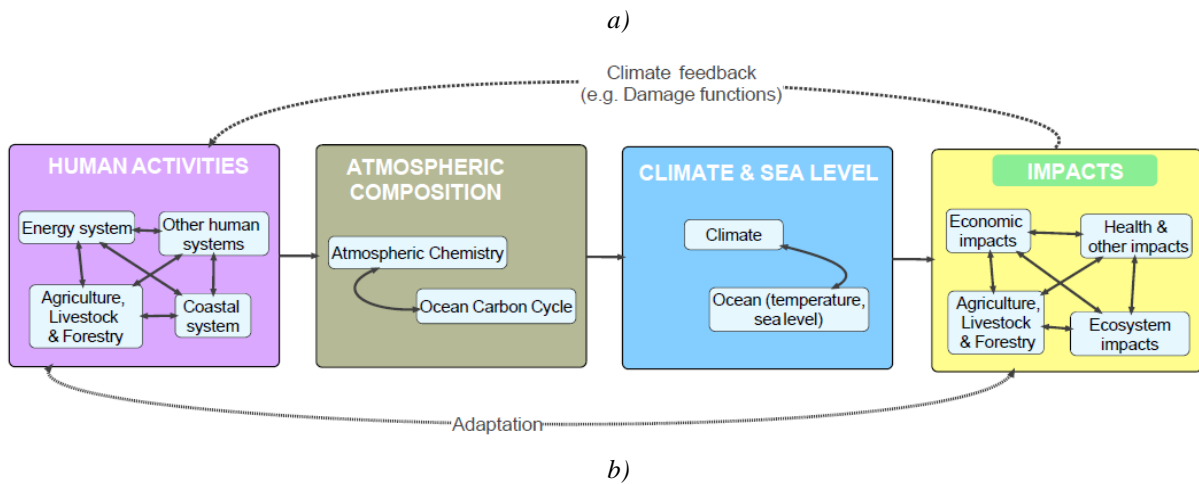 a)
Climate feedback
(e.g. Damage functions)
HUMAN ACTIVITIES
Energy system
Other human
systems
Agriculture,
Livestock
& Forestry
Coastal
system
ATMOSPHERIC
COMPOSITION
Atmospheric Chemistry
Ocean Carbon Cycle
CLIMATE & SEA LEVEL
Climate
Ocean (temperature,
sea level)
IMPACTS
Economic
impacts
Health &
other impacts
Agriculture,
Livestock
& Forestry
Ecosystem
impacts
Adaptation
b)